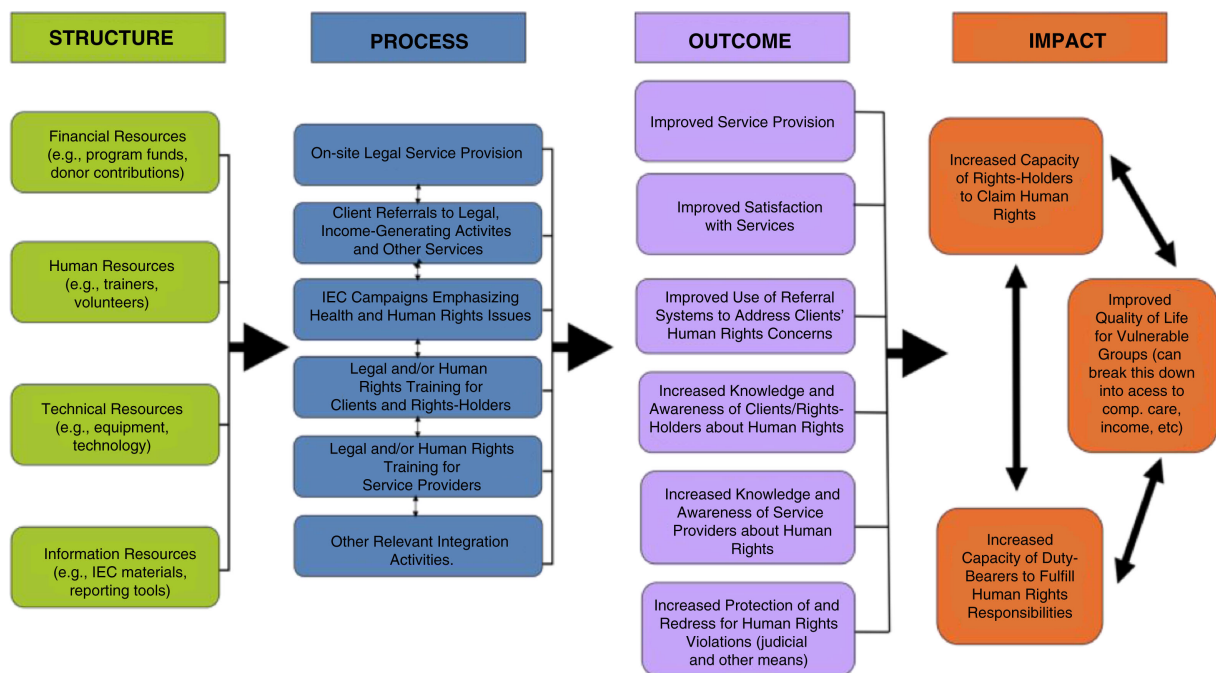 STRUCTURE
PROCESS
OUTCOME
IMPACT
Financial Resources
(e.g., program funds,
donor contributions)
Human Resources
(e.g., trainers,
volunteers)
Technical Resources
(e.g., equipment,
technology)
Information Resources
(e.g., IEC materials,
reporting tools)
On-site Legal Service Provision
Client Referrals to Legal,
Income-Generating Activites
and Other Services
IEC Campaigns Emphasizing
Health and Human Rights Issues
Legal and/or Human
Rights Training for
Clients and Rights-Holders
Legal and/or Human Rights
Training for
Service Providers
Other Relevant Integration
Activities.
Improved Service Provision
Improved Satisfaction
with Services
Improved Use of Referral
Systems to Address Clients'
Human Rights Concerns
Increased Knowledge and
Awareness of Clients/Rights-
Holders about Human Rights
Increased Knowledge and
Awareness of Service
Providers about Human
Rights
Increased Protection of and
Redress for Human Rights
Violations (judicial
and other means)
Increased Capacity
of Rights-Holders
to Claim Human
Rights
Improved
Quality of Life
for Vulnerable
Groups (can
break this down
into acess to
comp. care,
income, etc)
Increased
Capacity of Duty-
Bearers to Fulfill
Human Rights
Responsibilities